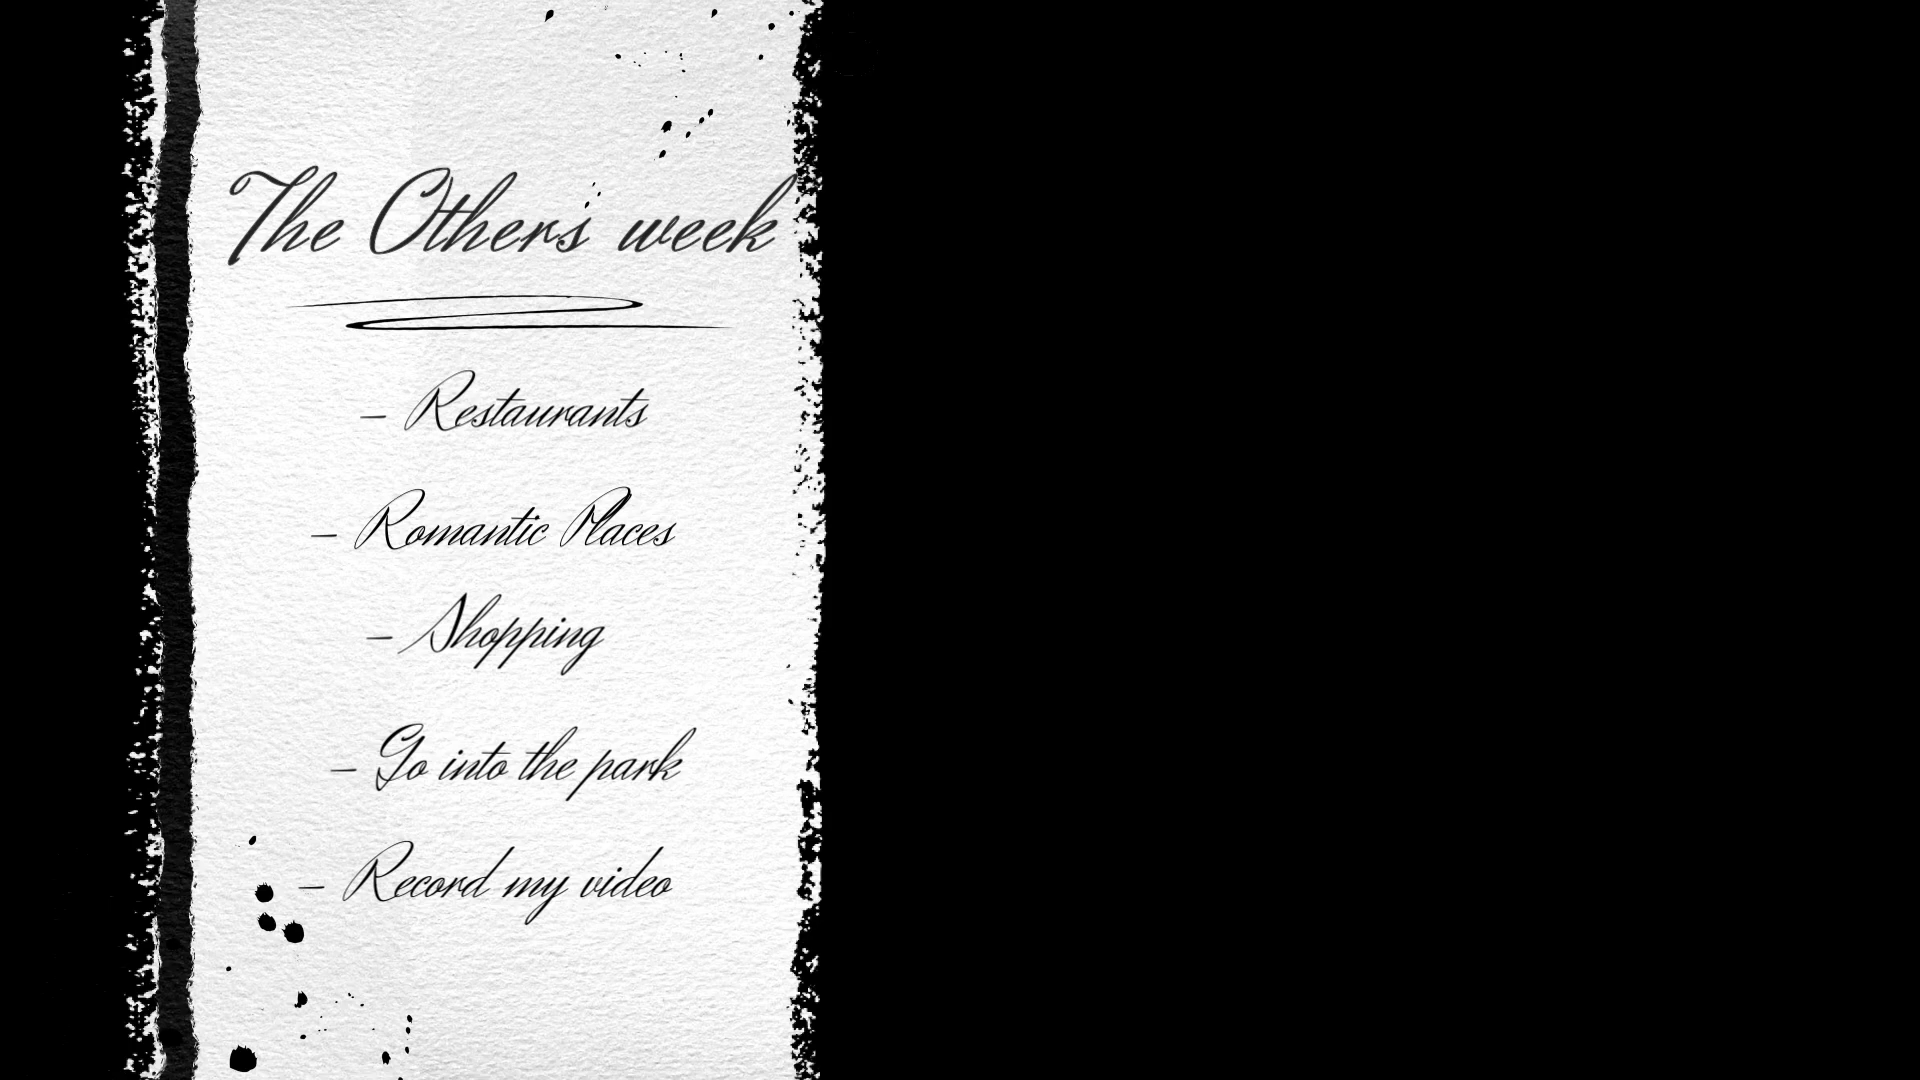 The Others week
- Restaurants
- Romantic Places
- Shopping
- Go into the park
- Record my video